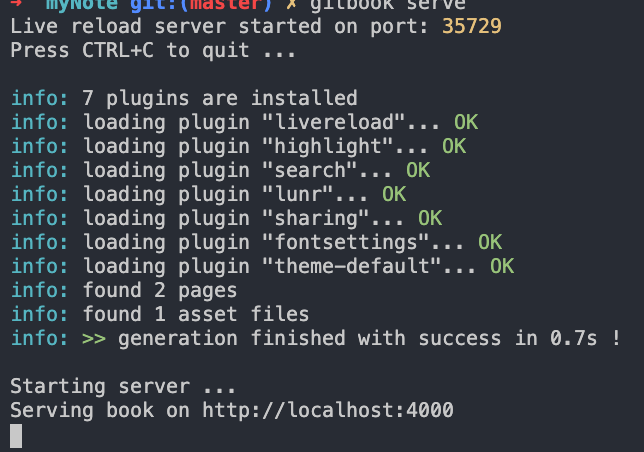 ➜ myNote git:(master) ✗ gitbook serve
Live reload server started on port: 35729
Press CTRL+C to quit ...
info: 7 plugins are installed
info: loading plugin "livereload"... OK
info: loading plugin "highlight"... OK
info: loading plugin "search"... OK
info: loading plugin "lunr"... OK
info: loading plugin "sharing"... OK
info: loading plugin "fontsettings"... OK
info: loading plugin "theme-default"... OK
info: found 2 pages
info: found 1 asset files
info: >> generation finished with success in 0.7s !
Starting server ...
Serving book on http://localhost:4000